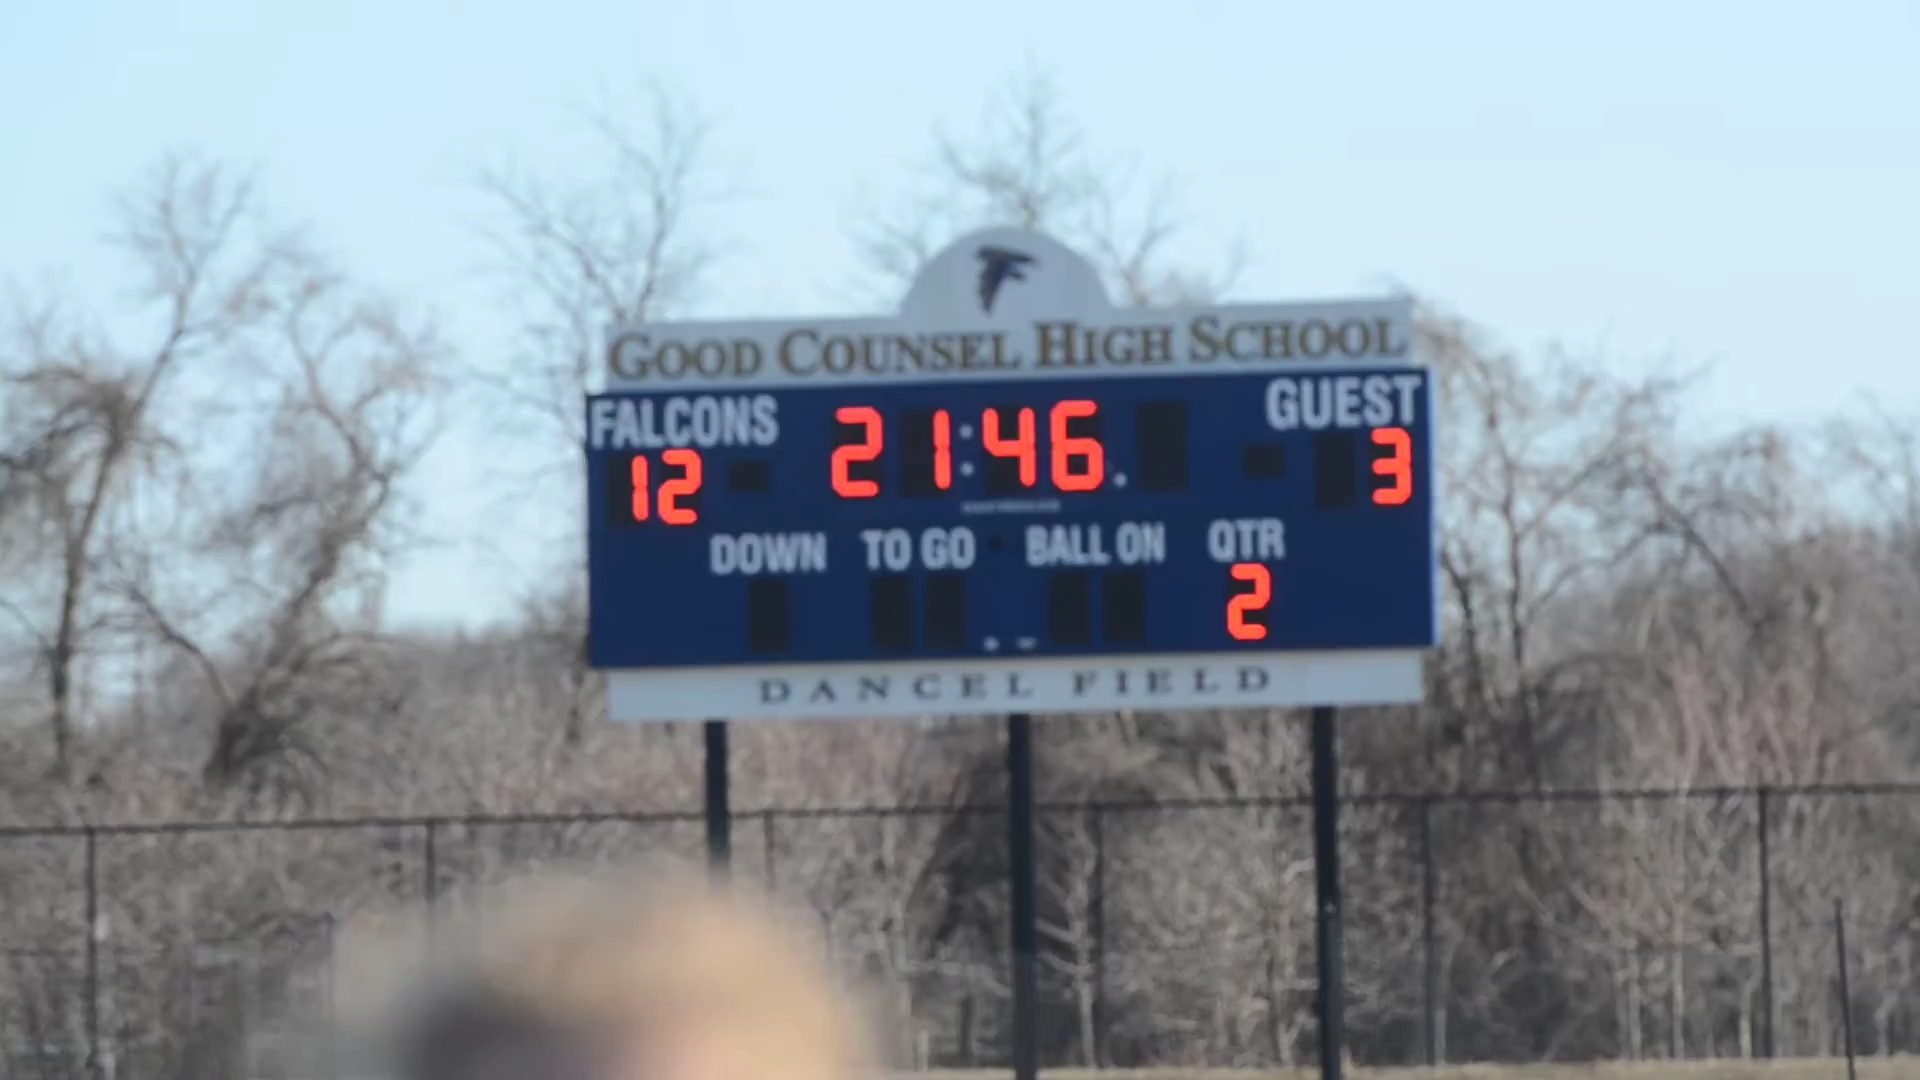 GOOD COUNSEL HIGH SCHOOL
FALCONS 21:46 GUEST
12 3
DOWN TO GO BALL ON QTR
2
DANCEL FIELD